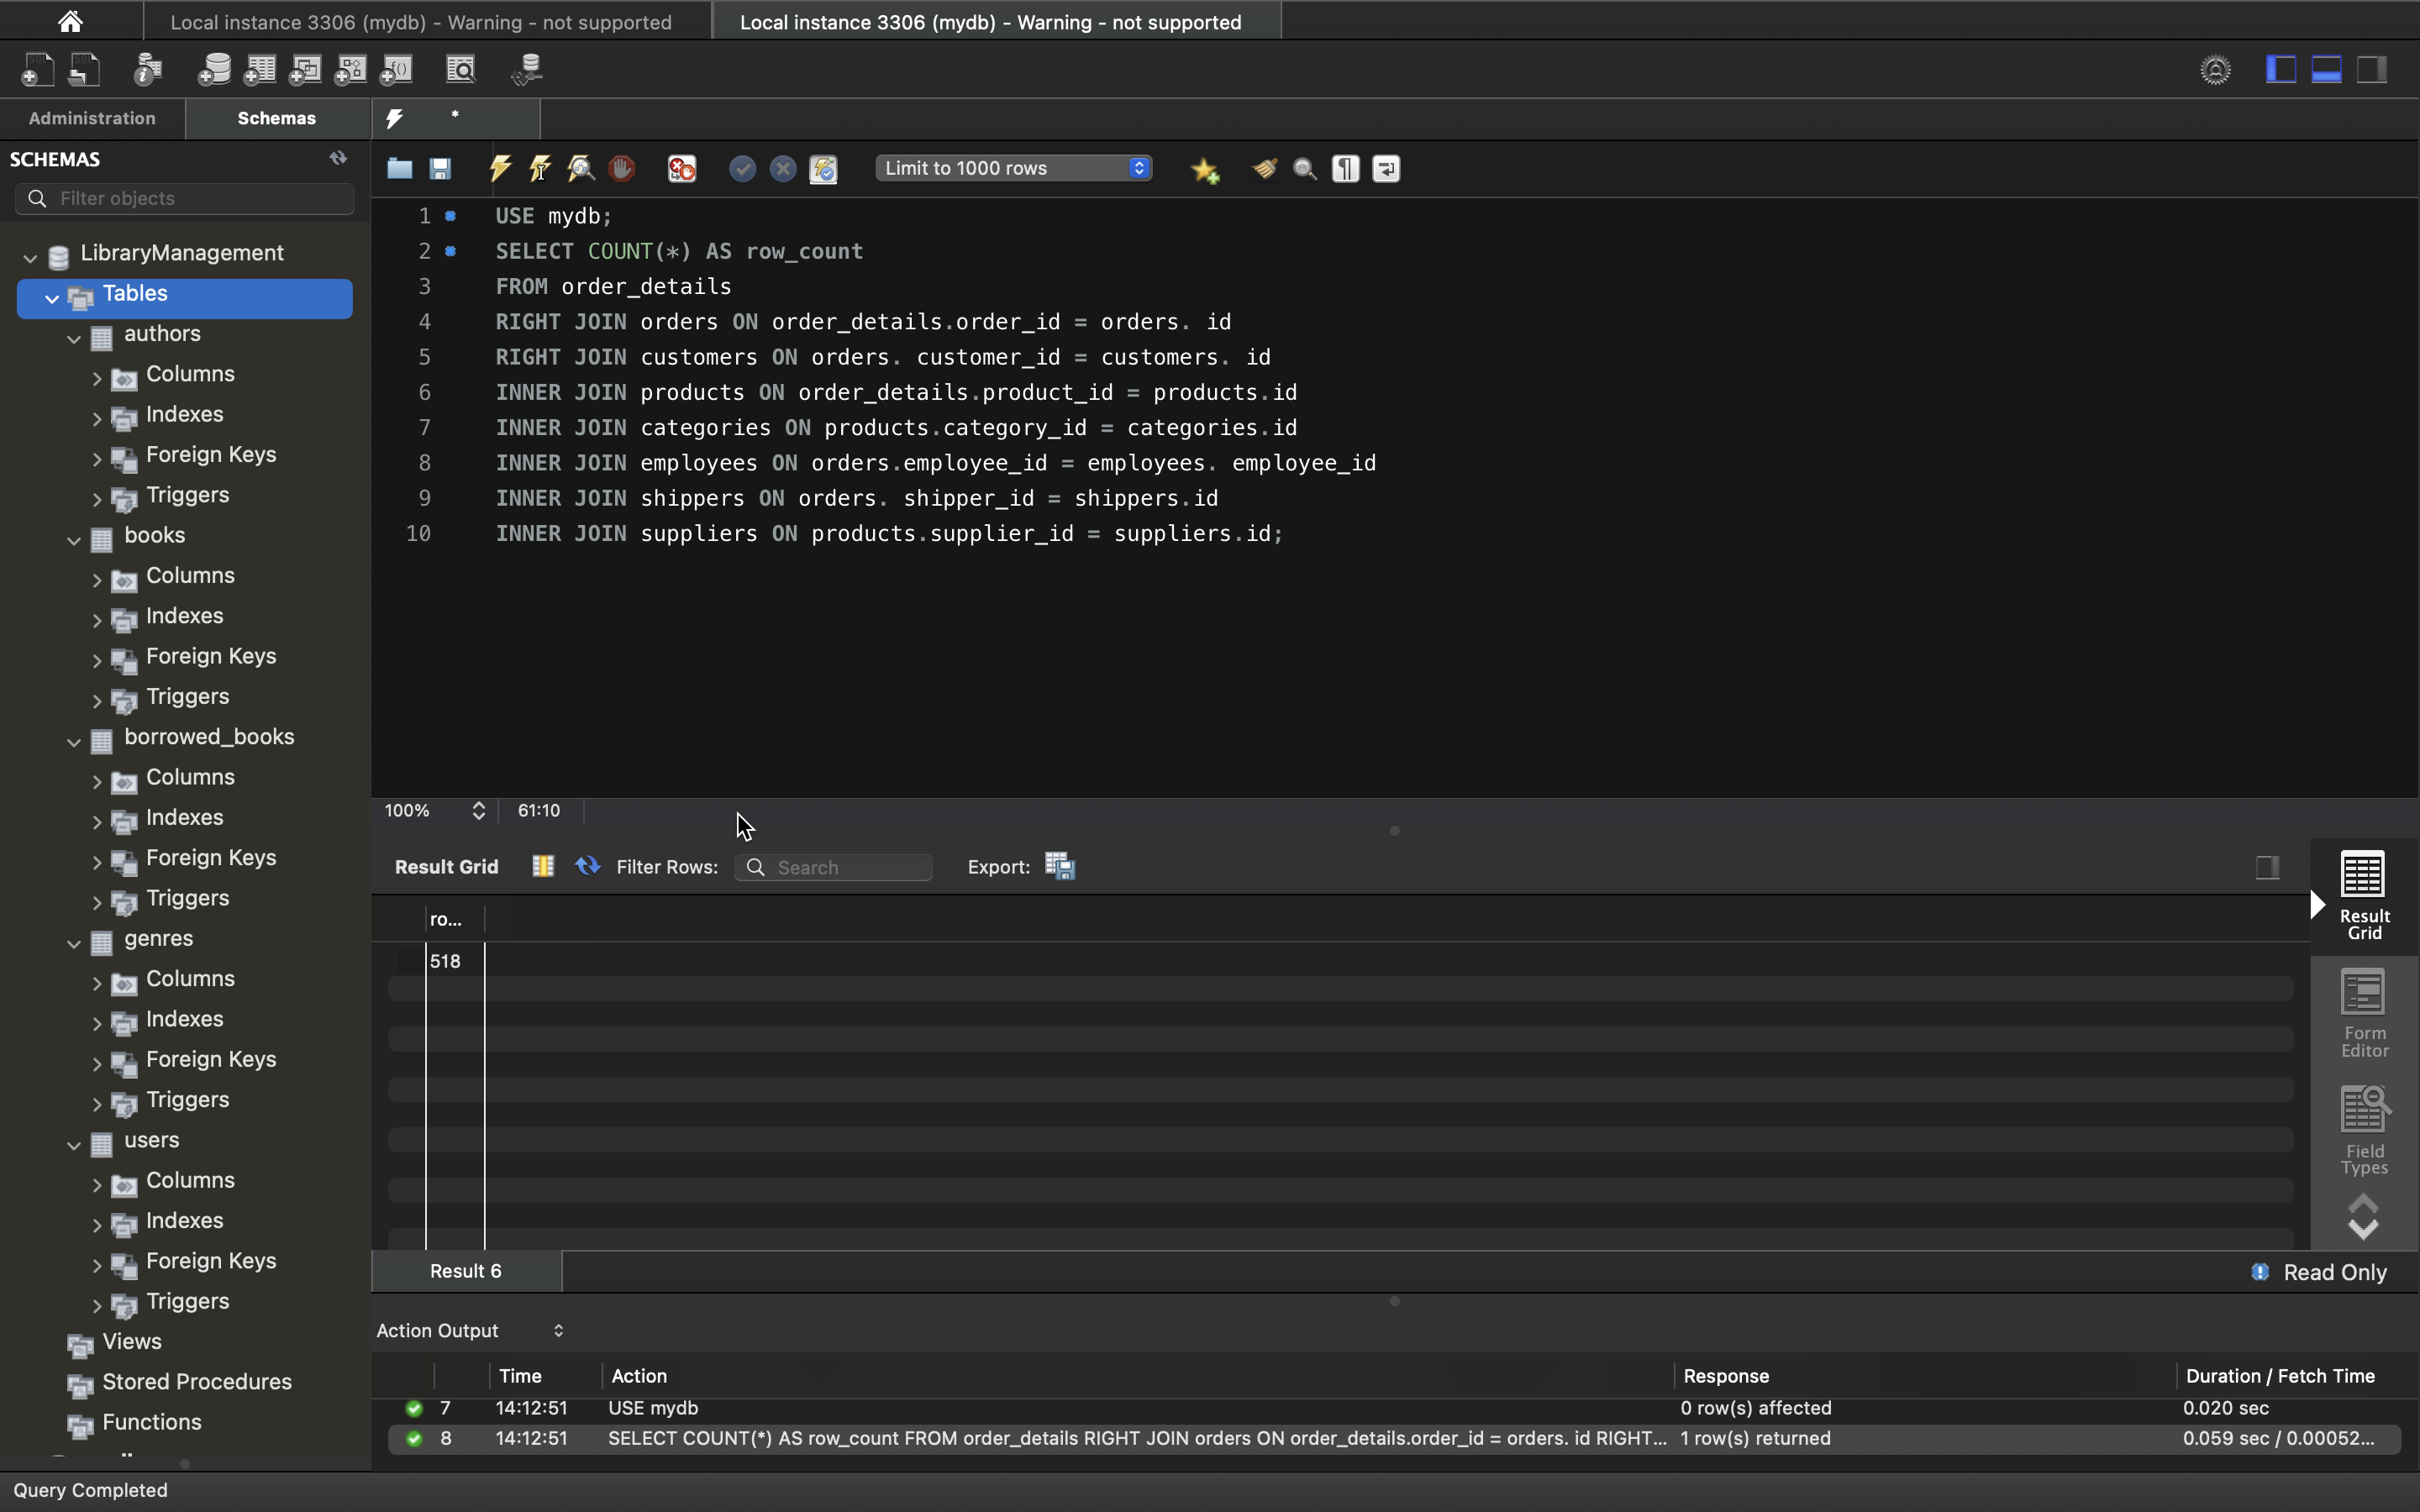 Local instance 3306 (mydb) - Warning - not supported
Local instance 3306 (mydb) - Warning - not supported
Administration
Schemas
*
SCHEMAS
Filter objects
LibraryManagement
Tables
authors
Columns
Indexes
Foreign Keys
Triggers
books
Columns
Indexes
Foreign Keys
Triggers
borrowed_books
Columns
Indexes
Foreign Keys
Triggers
genres
Columns
Indexes
Foreign Keys
Triggers
users
Columns
Indexes
Foreign Keys
Triggers
Views
Stored Procedures
Functions
Limit to 1000 rows
1 USE mydb;
2 SELECT COUNT(*) AS row_count
3 FROM order_details
4 RIGHT JOIN orders ON order_details.order_id = orders. id
5 RIGHT JOIN customers ON orders. customer_id = customers. id
6 INNER JOIN products ON order_details.product_id = products.id
7 INNER JOIN categories ON products.category_id = categories.id
8 INNER JOIN employees ON orders.employee_id = employees. employee_id
9 INNER JOIN shippers ON orders. shipper_id = shippers.id
10 INNER JOIN suppliers ON products.supplier_id = suppliers.id;
100% 61:10
Result Grid Filter Rows: Search Export:
ro...
518
Result
Grid
Form
Editor
Field
Types
Result 6
Read Only
Action Output
Time Action Response Duration / Fetch Time
7 14:12:51 USE mydb 0 row(s) affected 0.020 sec
8 14:12:51 SELECT COUNT(*) AS row_count FROM order_details RIGHT JOIN orders ON order_details.order_id = orders. id RIGHT... 1 row(s) returned 0.059 sec / 0.00052...
Query Completed